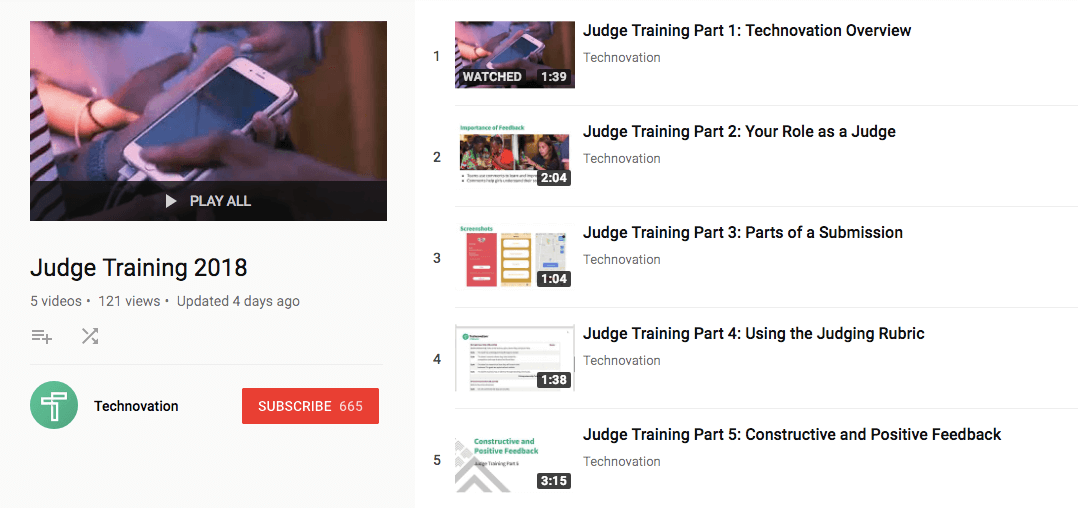 PLAY ALL
Judge Training 2018
5 videos • 121 views • Updated 4 days ago
Technovation
SUBSCRIBE 665
1
WATCHED 1:39
Judge Training Part 1: Technovation Overview
Technovation
2
Importance of Feedback
2:04
Judge Training Part 2: Your Role as a Judge
Technovation
3
Screenshots
1:04
Judge Training Part 3: Parts of a Submission
Technovation
4
Technovation
1:38
Judge Training Part 4: Using the Judging Rubric
Technovation
5
Constructive and
Positive Feedback
Judge Training Part 5
3:15
Judge Training Part 5: Constructive and Positive Feedback
Technovation